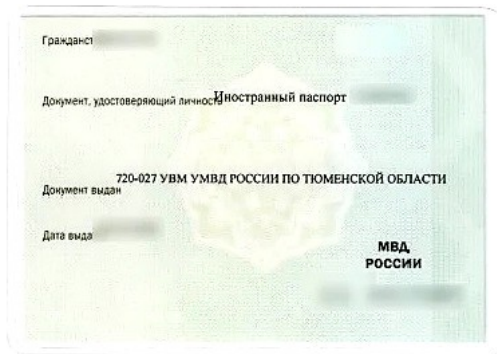 Гражданст
Документ, удостоверяющий личность Иностранный паспорт
720-027 УВМ УМВД РОССИИ ПО ТЮМЕНСКОЙ ОБЛАСТИ
Документ выдан
Дата выда
МВД
РОССИИ